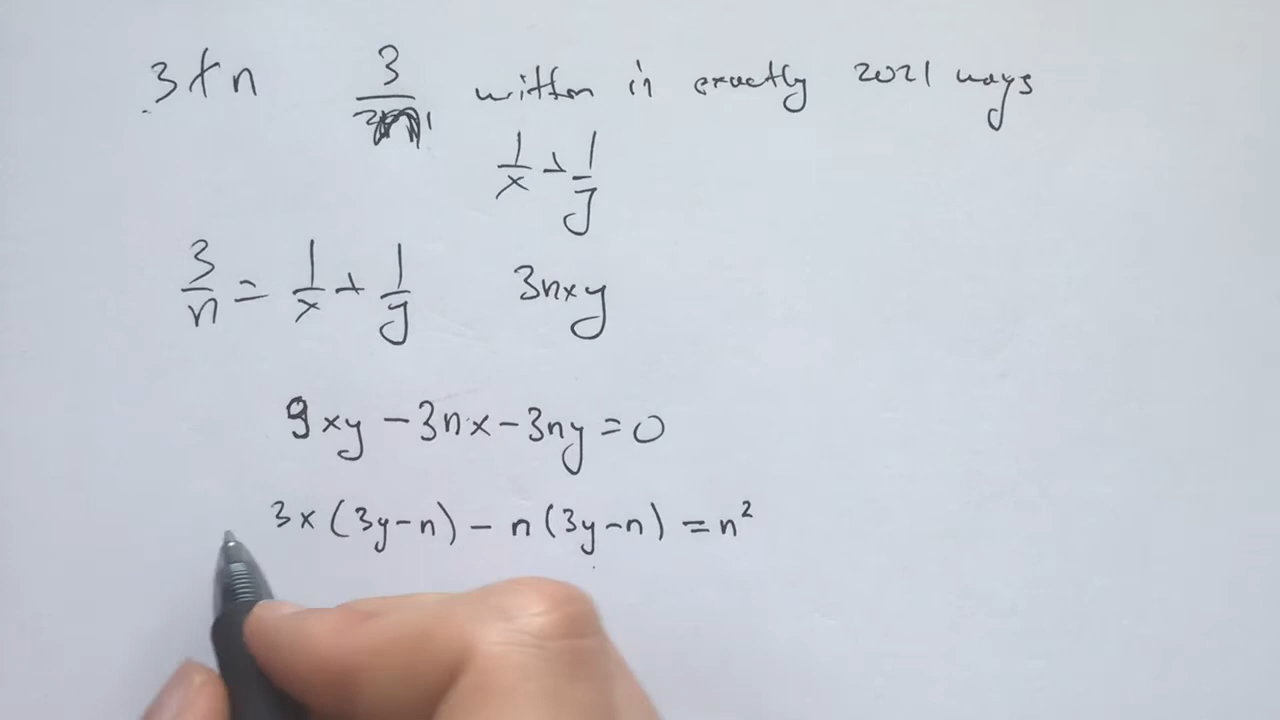 3∤n 3/n written in exactly 2021 ways
1/x + 1/y
3/n = 1/x + 1/y 3nxy
9xy - 3nx - 3ny = 0
3x(3y-n) - n(3y-n) = n²